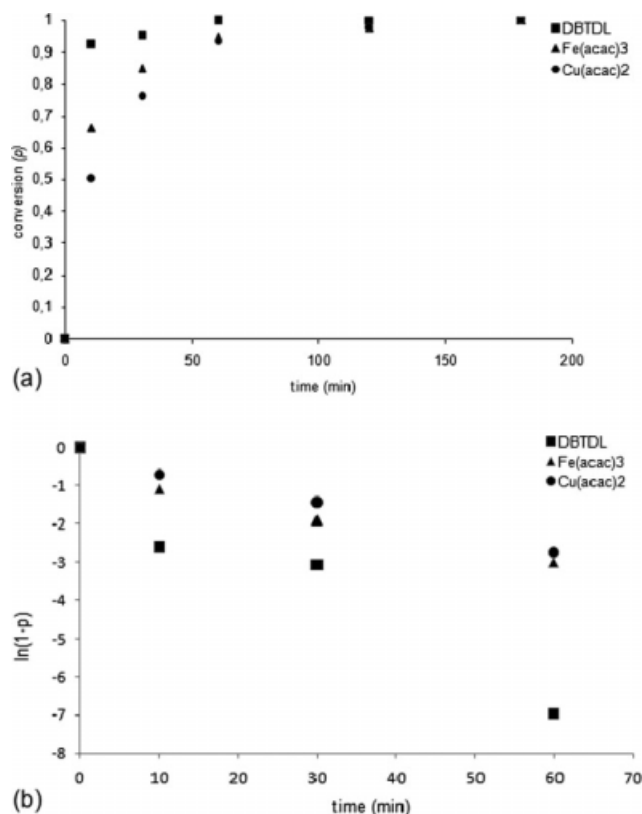 1
0,9
0,8
0,7
0,6
0,5
0,4
0,3
0,2
0,1
0
conversion (p)
0 50 100 150 200
time (min)
DBTDL
Fe(acac)3
Cu(acac)2
(a)
0
-1
-2
-3
-4
-5
-6
-7
-8
ln(1-p)
0 10 20 30 40 50 60 70
time (min)
DBTDL
Fe(acac)3
Cu(acac)2
(b)